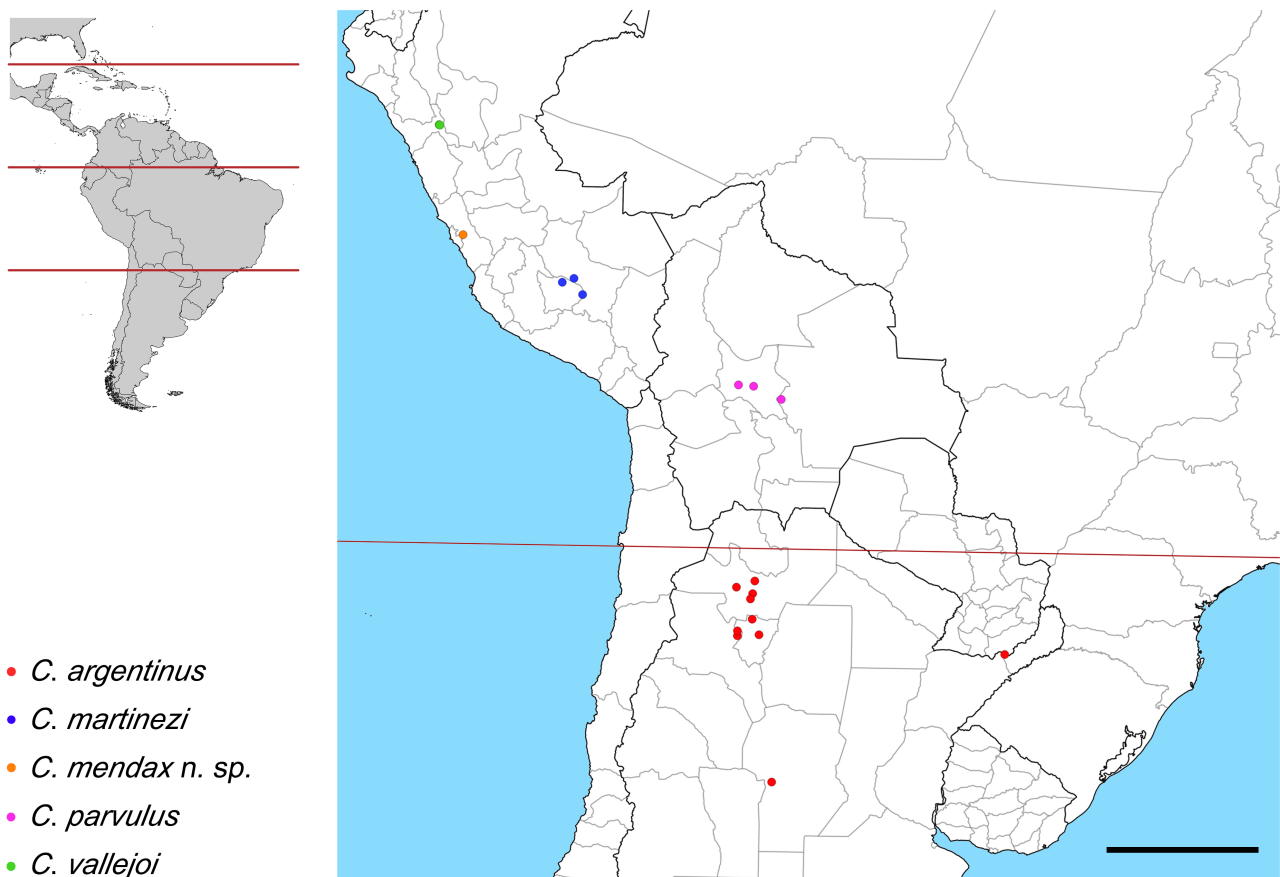 C. argentinus
C. martinezi
C. mendax n. sp.
C. parvulus
C. vallejoi